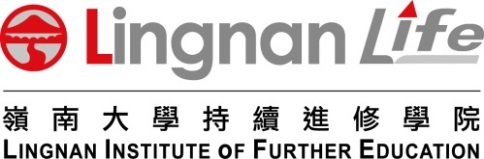 Lingnan Life
嶺南大學持續進修學院
LINGNAN INSTITUTE OF FURTHER EDUCATION